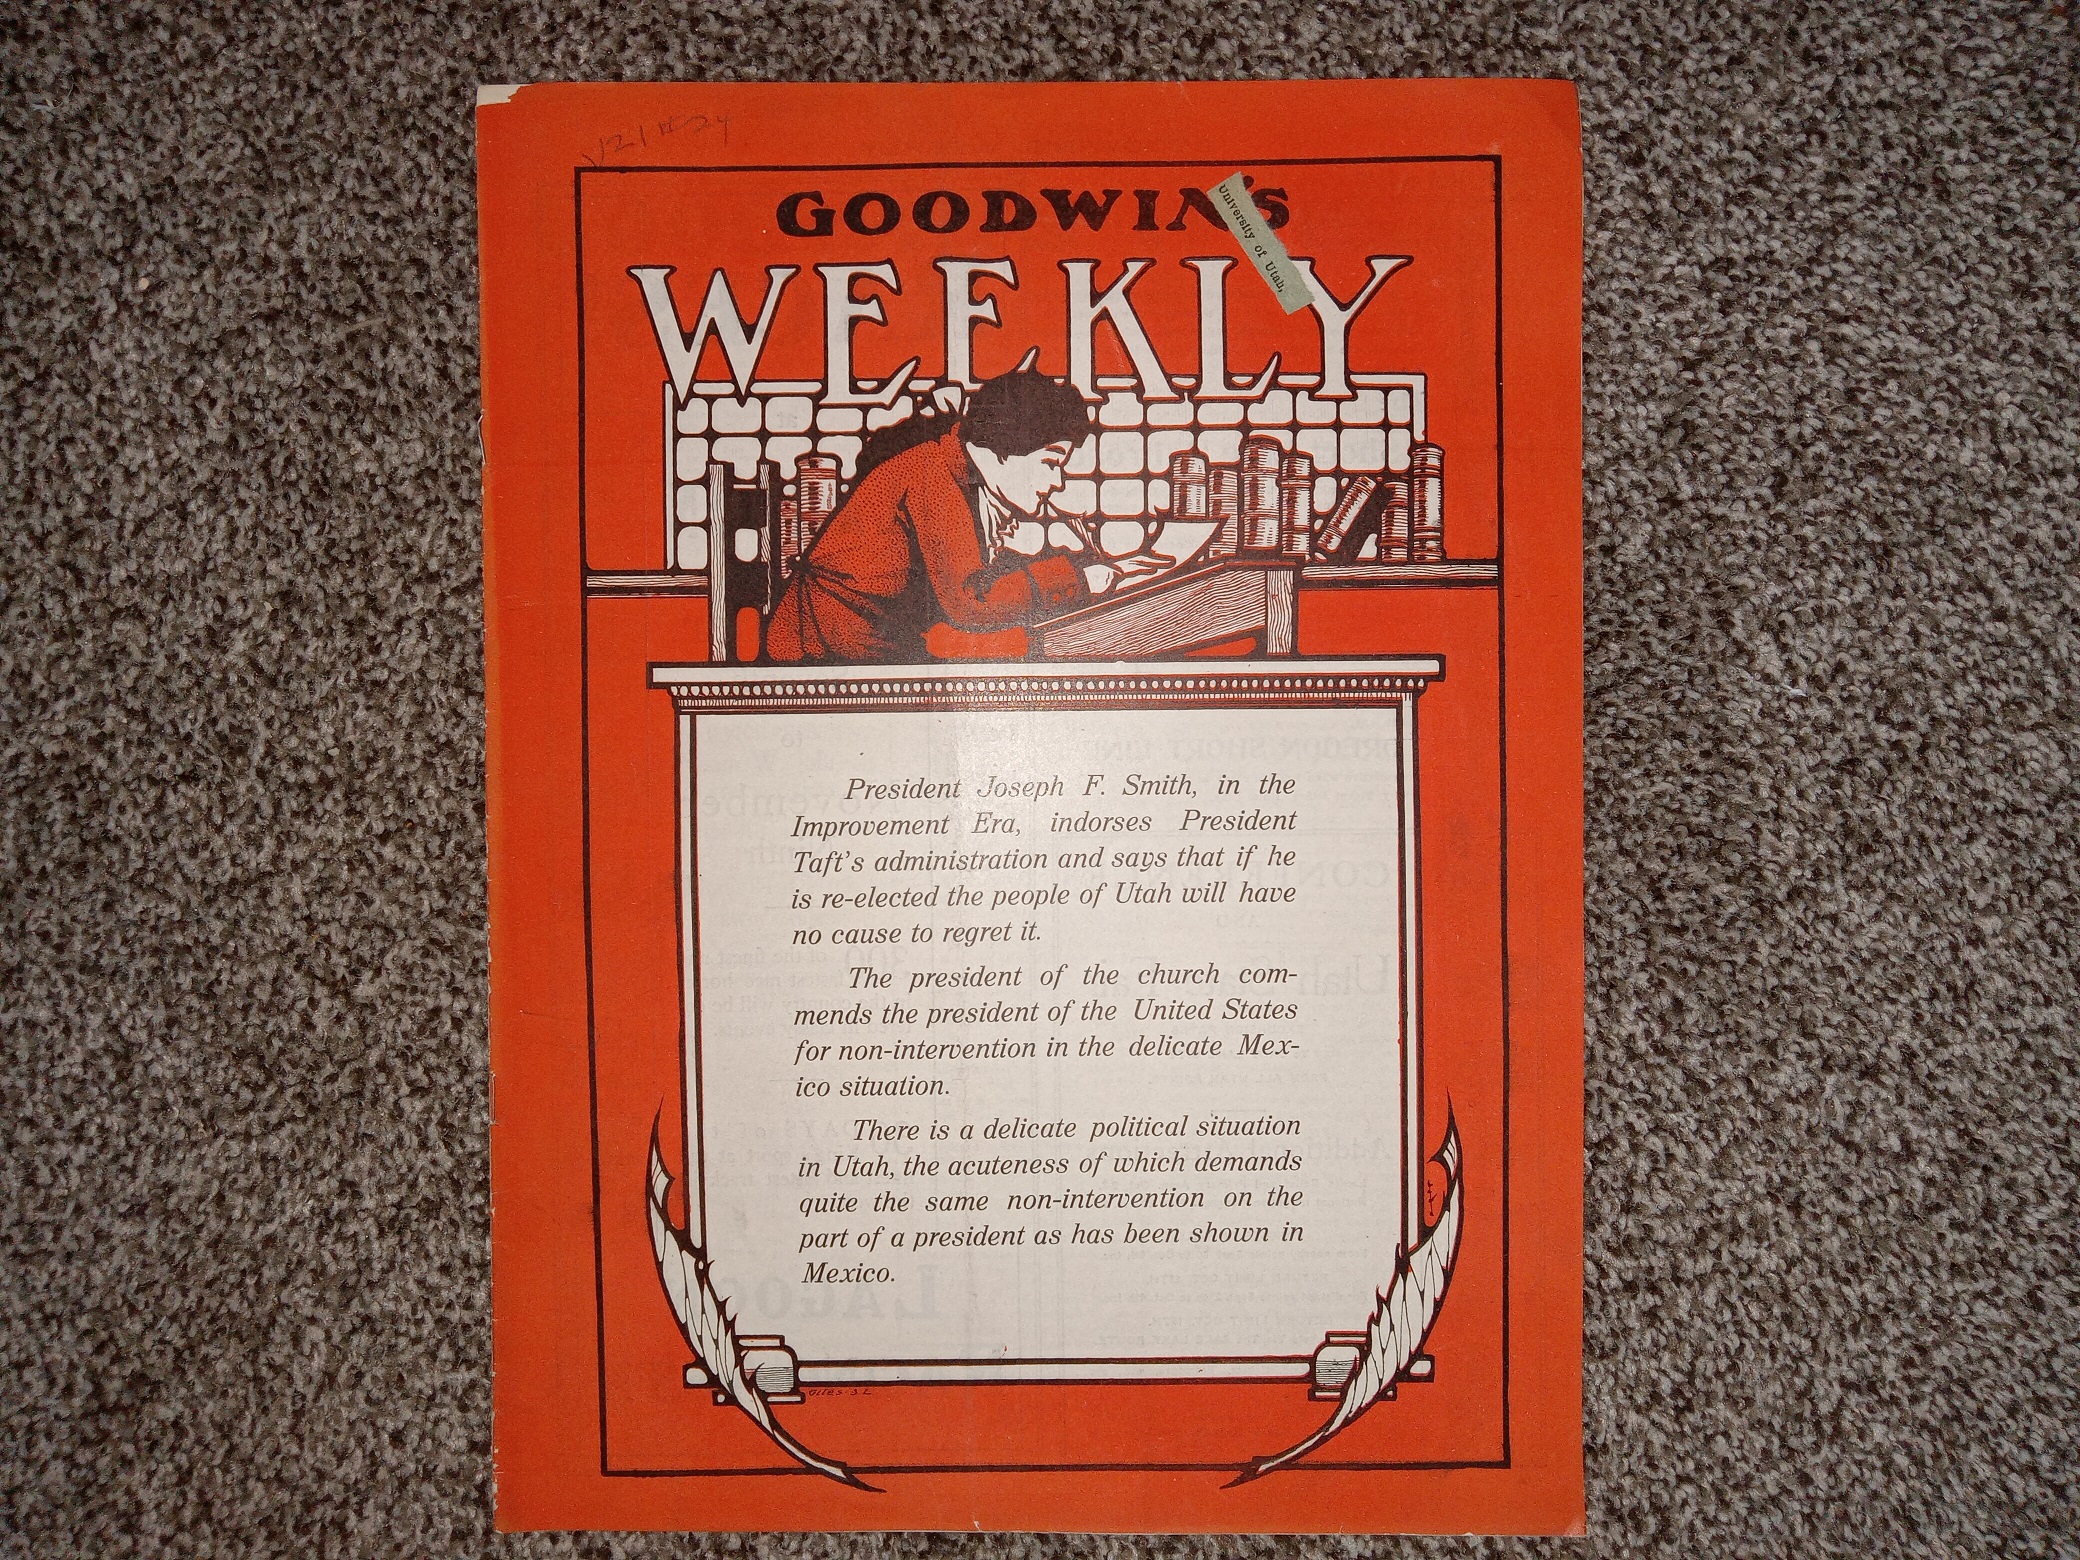 V21 # 24
GOODWIN'S
University of Utah,
WEEKLY
President Joseph F. Smith, in the
Improvement Era, indorses President
Taft's administration and says that if he
is re-elected the people of Utah will have
no cause to regret it.
The president of the church com-
mends the president of the United States
for non-intervention in the delicate Mex-
ico situation.
There is a delicate political situation
in Utah, the acuteness of which demands
quite the same non-intervention on the
part of a president as has been shown in
Mexico.